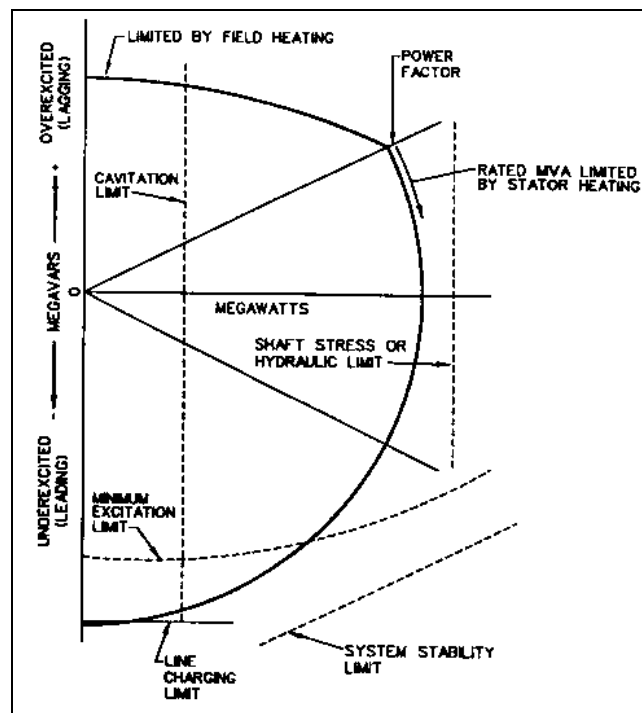 LIMITED BY FIELD HEATING
POWER
FACTOR
OVEREXCITED
(LAGGING)
CAVITATION
LIMIT
RATED MVA LIMITED
BY STATOR HEATING
+
MEGAVARS
0
MEGAWATTS
SHAFT STRESS OR
HYDRAULIC LIMIT
-
UNDEREXCITED
(LEADING)
MINIMUM
EXCITATION
LIMIT
LINE
CHARGING
LIMIT
SYSTEM STABILITY
LIMIT